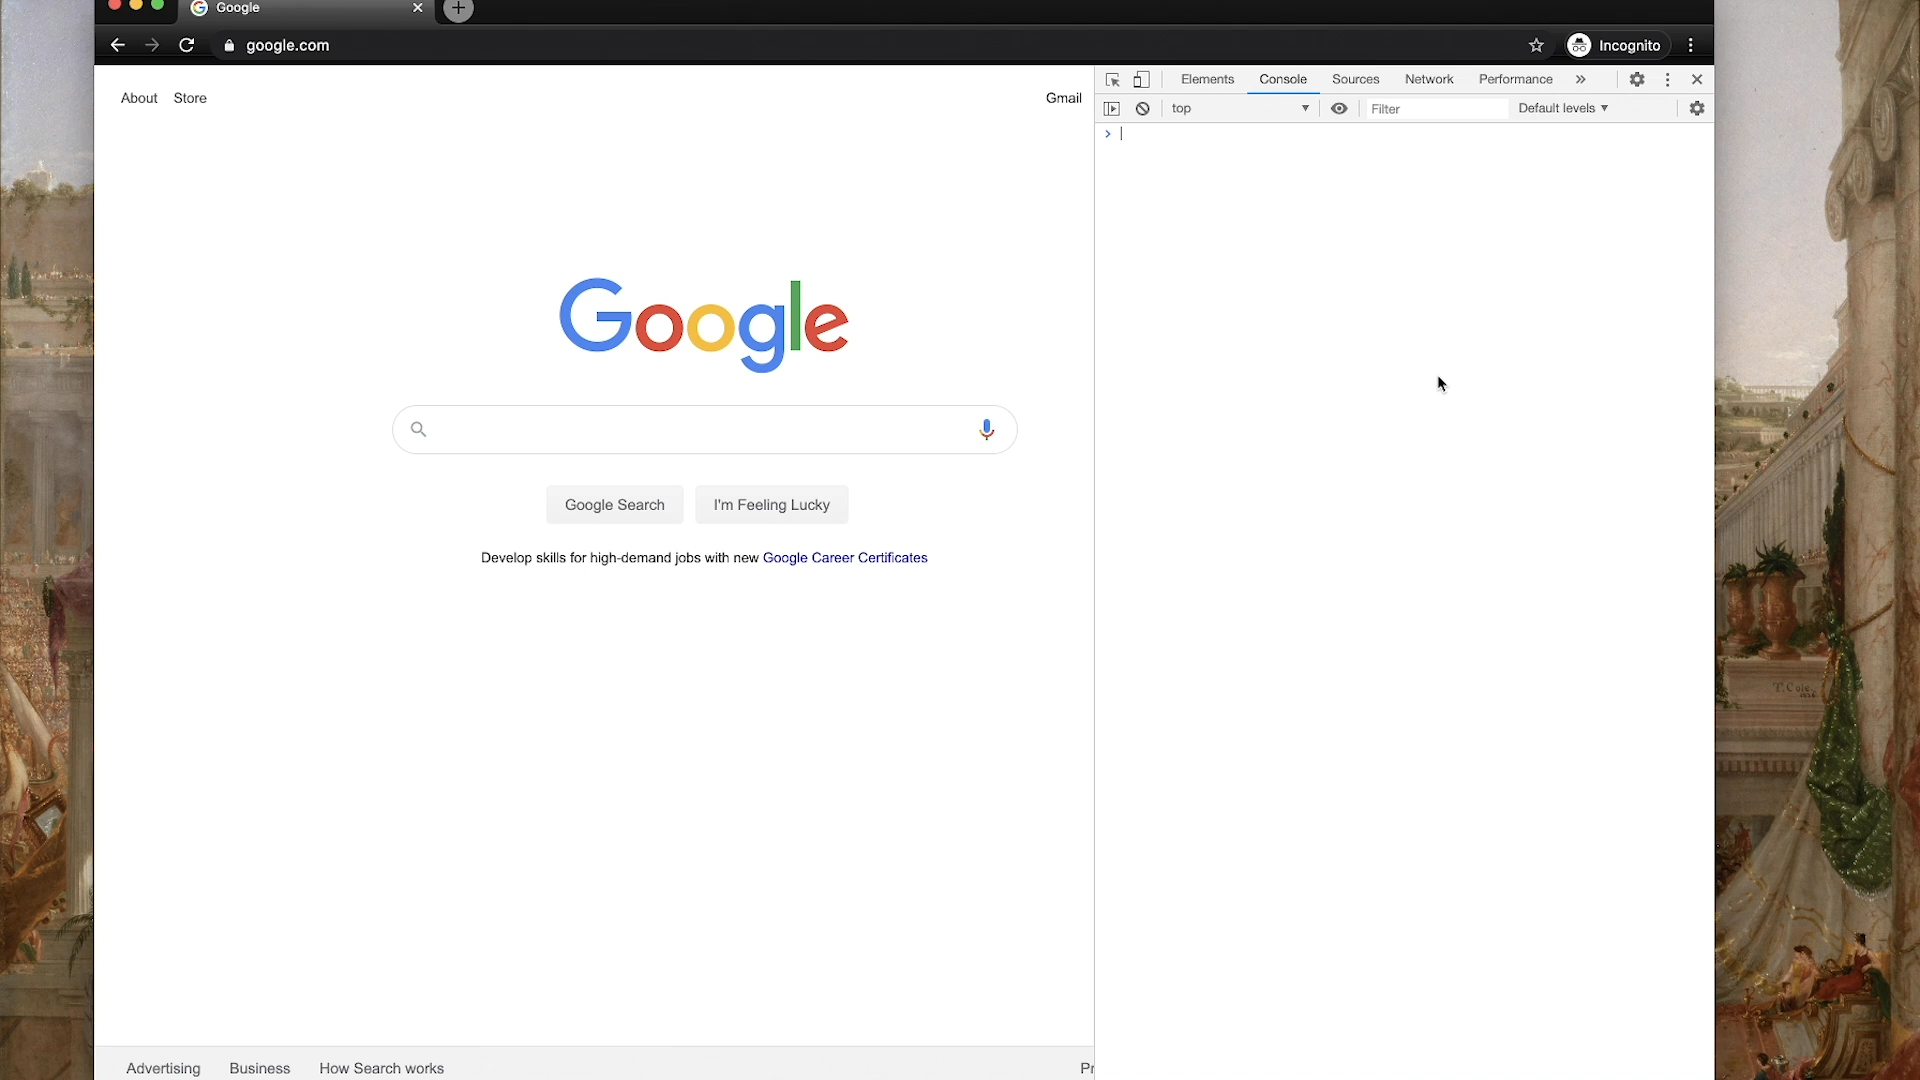 Google
google.com
Incognito
About Store
Gmail
Elements Console Sources Network Performance
top
Filter
Default levels
Google
Google Search
I'm Feeling Lucky
Develop skills for high-demand jobs with new Google Career Certificates
T. Cole
Advertising Business How Search works